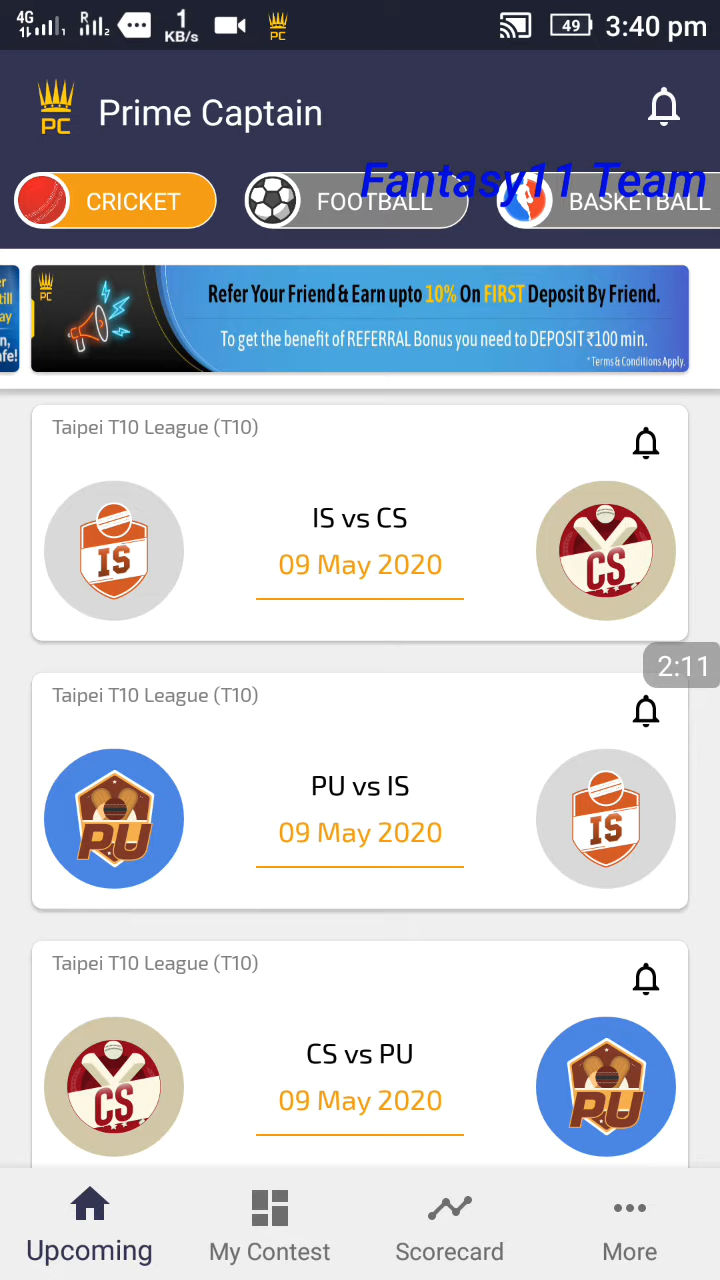 4G
R
1
KB/s
PC
49
3:40 pm
PC
Prime Captain
Fantasy11 Team
CRICKET
FOOTBALL
BASKETBALL
PC
Refer Your Friend & Earn upto 10% On FIRST Deposit By Friend.
To get the benefit of REFERRAL Bonus you need to DEPOSIT ₹100 min.
*Terms & Conditions Apply.
Taipei T10 League (T10)
IS
IS vs CS
CS
09 May 2020
2:11
Taipei T10 League (T10)
PU
PU vs IS
IS
09 May 2020
Taipei T10 League (T10)
CS
CS vs PU
PU
09 May 2020
Upcoming
My Contest
Scorecard
More